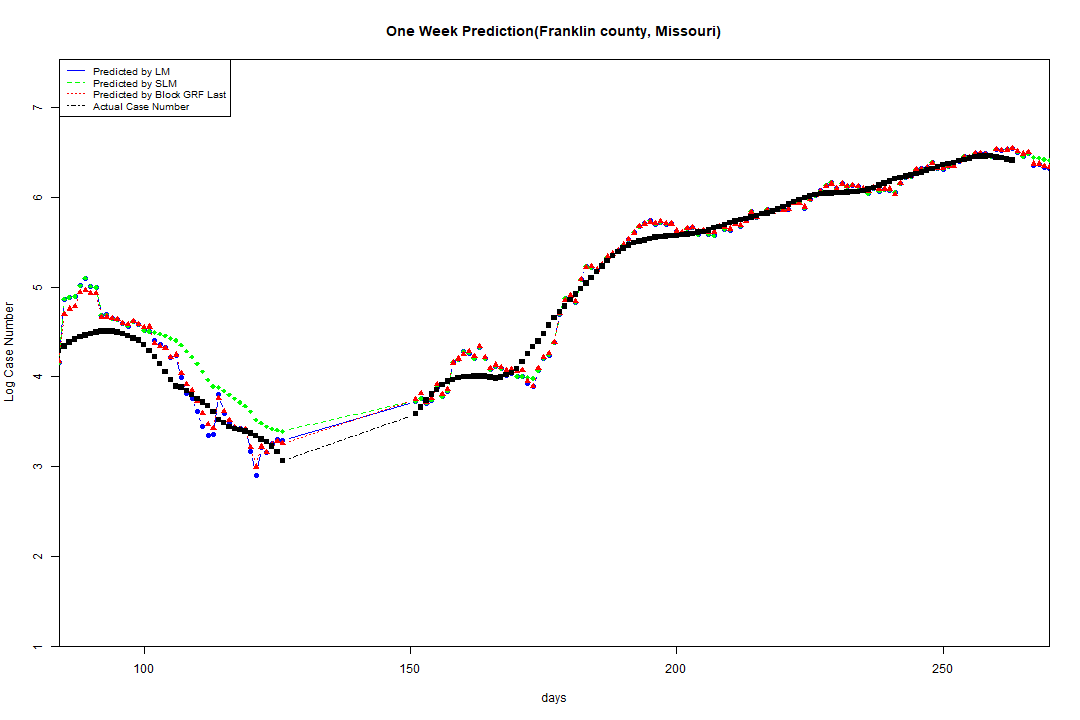 One Week Prediction(Franklin county, Missouri)
Predicted by LM
Predicted by SLM
Predicted by Block GRF Last
Actual Case Number
7
6
5
4
3
2
1
Log Case Number
100 150 200 250
days